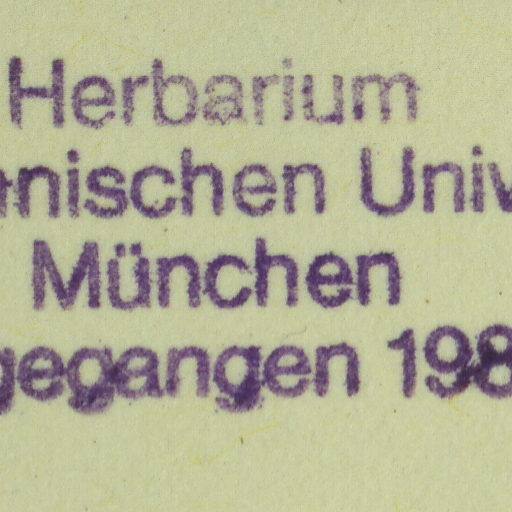 Herbarium
nischen Univ
München
gegangen 198